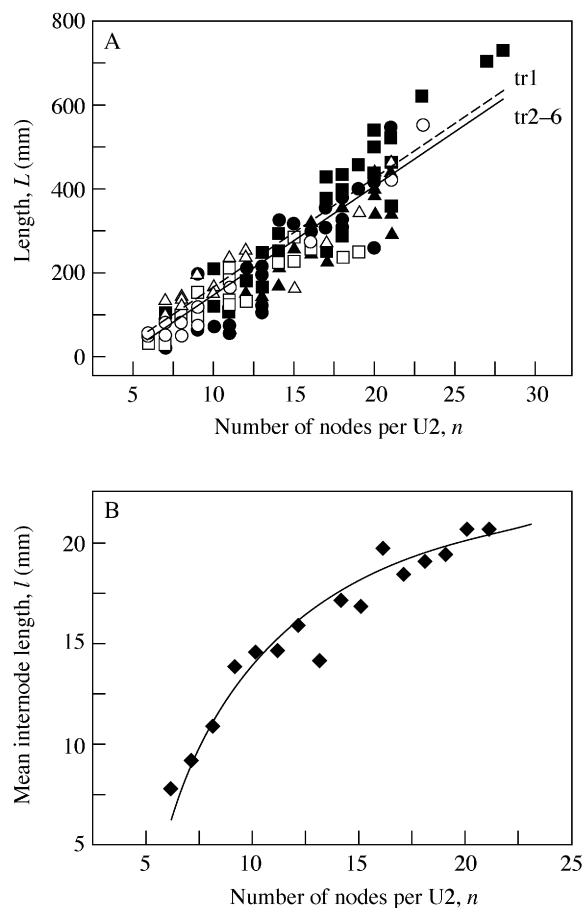 A
800
600
400
200
0
Length, L (mm)
tr1
tr2–6
5
10
15
20
25
30
Number of nodes per U2, n
B
20
15
10
5
Mean internode length, l (mm)
5
10
15
20
25
Number of nodes per U2, n